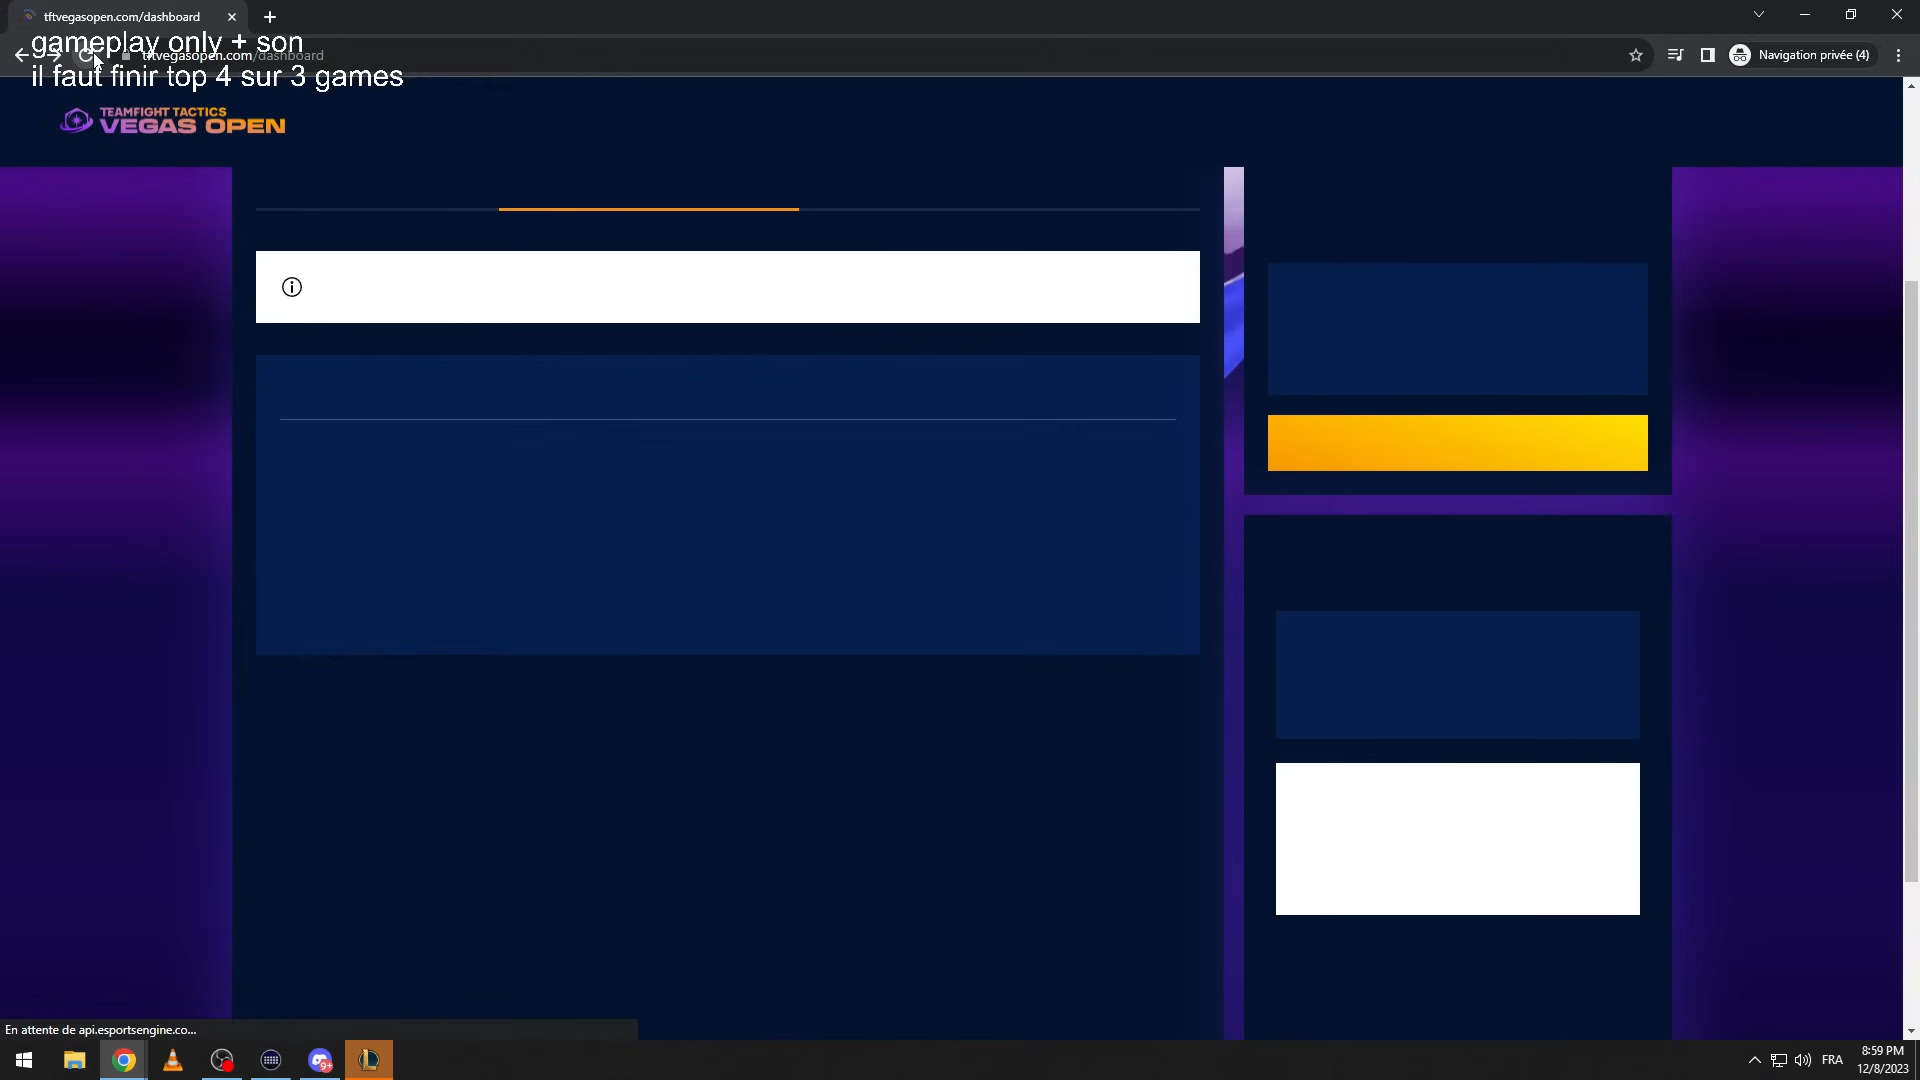 tftvegasopen.com/dashboard
gameplay only + son
tftvegasopen.com/dashboard
Navigation privée (4)
il faut finir top 4 sur 3 games
TEAMFIGHT TACTICS
VEGAS OPEN
En attente de api.esportsengine.co...
9+
FRA
8:59 PM
12/8/2023